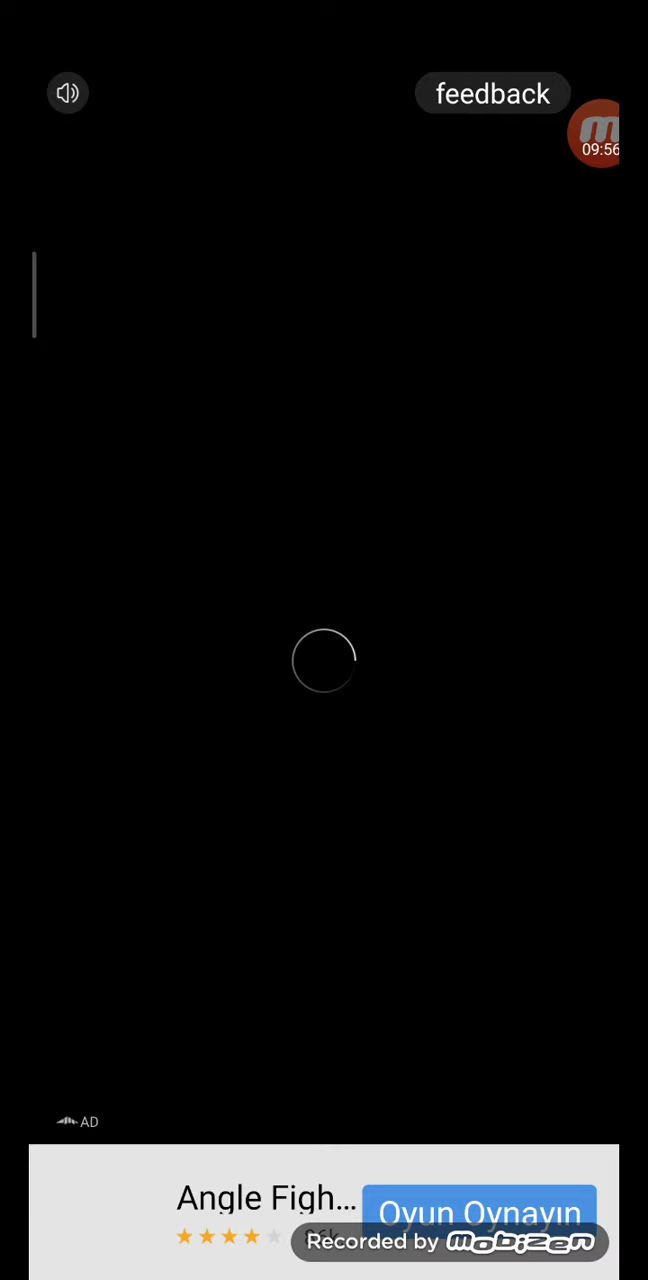 feedback
09:56
AD
Angle Figh...
Oyun Oynayın
Recorded by mobizen